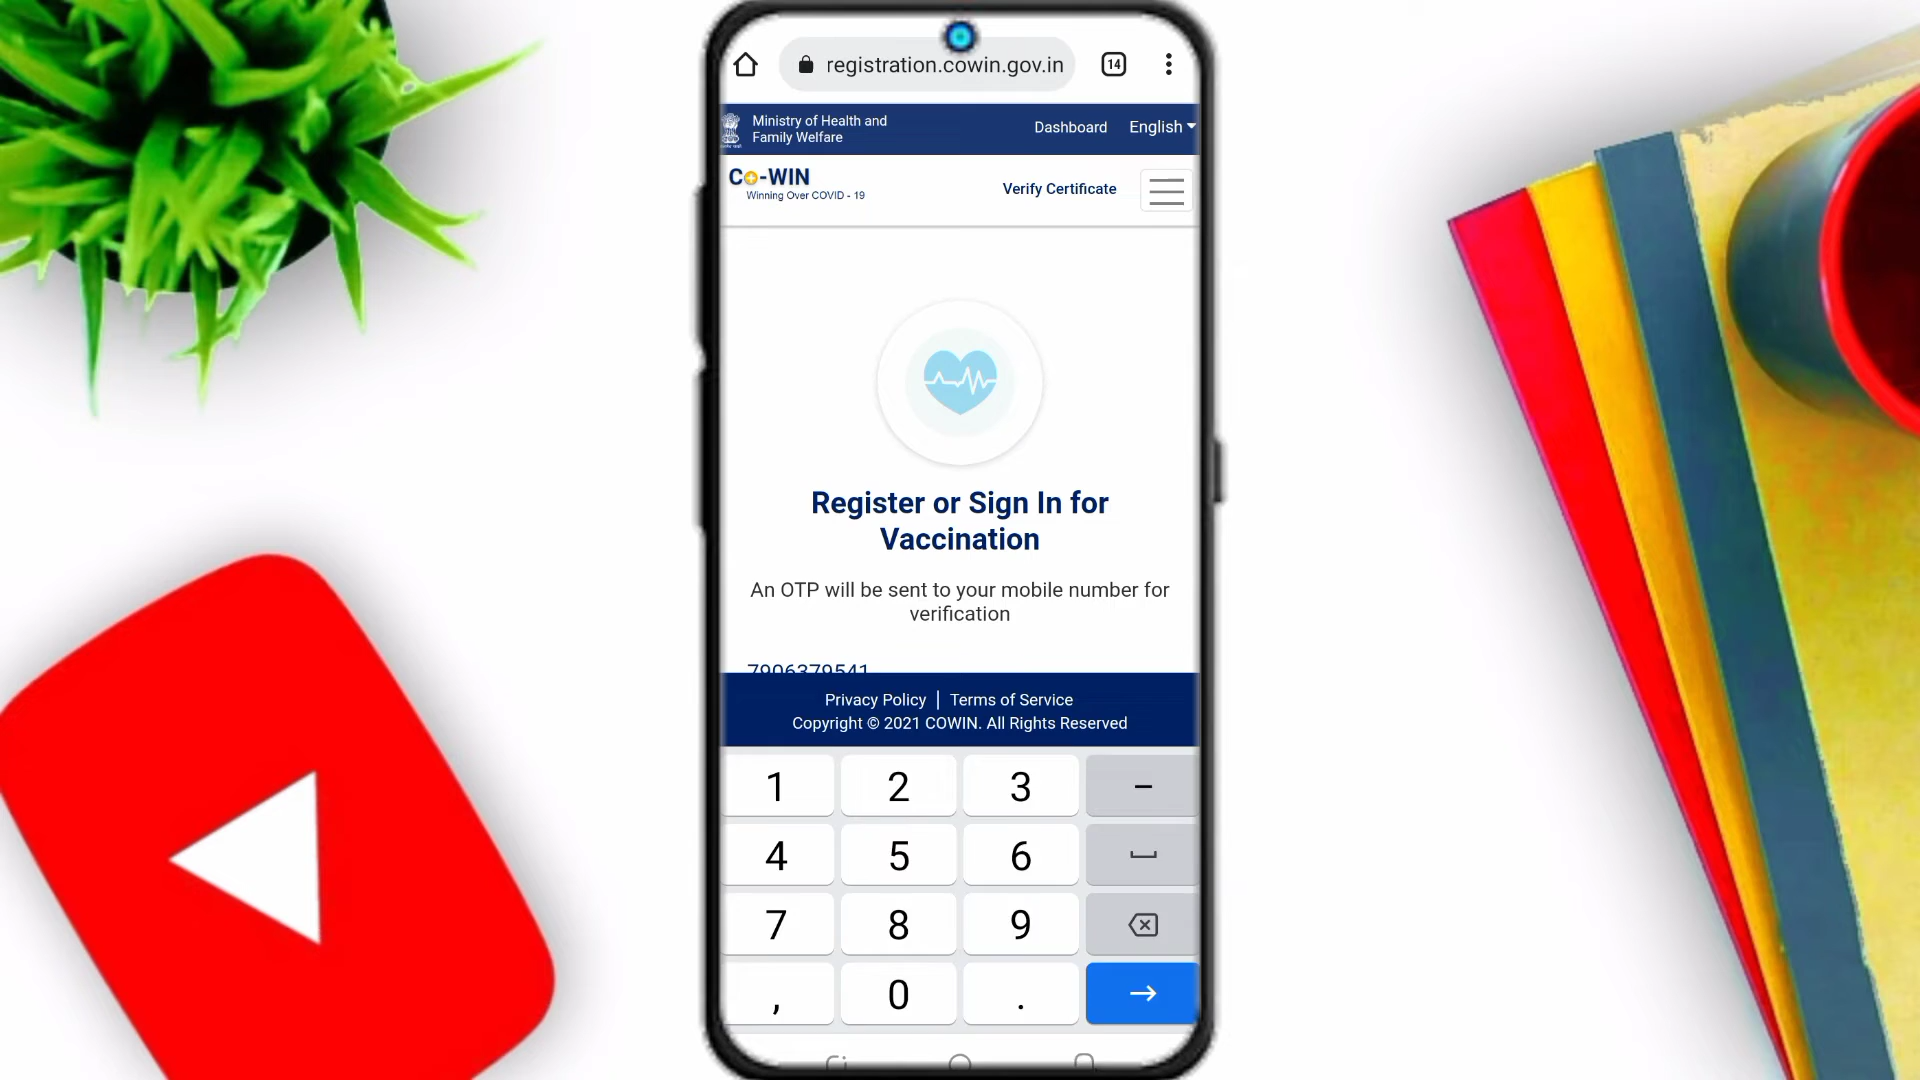 registration.cowin.gov.in
14
Ministry of Health and
Family Welfare
Dashboard
English
Co-WIN
Winning Over COVID - 19
Verify Certificate
Register or Sign In for
Vaccination
An OTP will be sent to your mobile number for
verification
7906379541
Privacy Policy | Terms of Service
Copyright © 2021 COWIN. All Rights Reserved
1 2 3 -
4 5 6
7 8 9
, 0 .